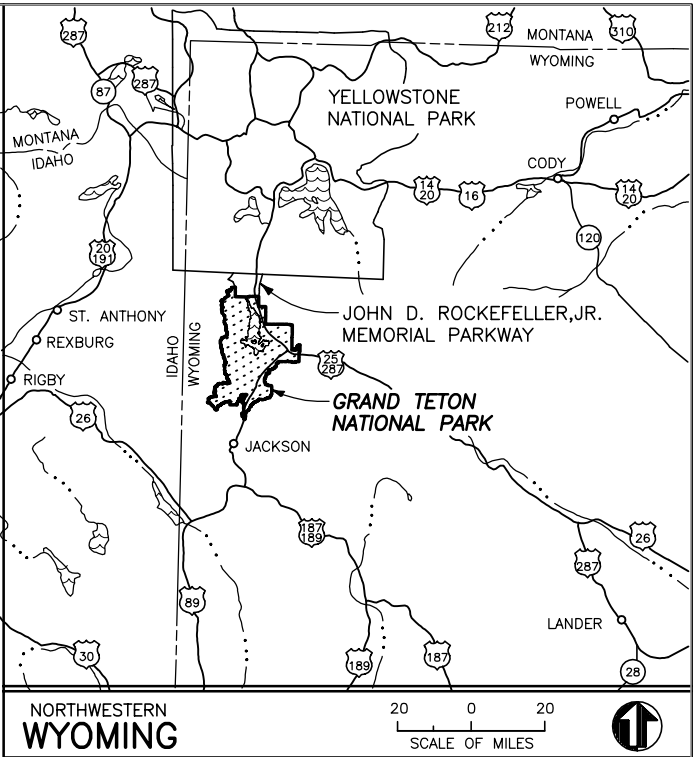 287
212
MONTANA
310
WYOMING
87
287
YELLOWSTONE
NATIONAL PARK
POWELL
MONTANA
IDAHO
CODY
14
20
16
14
20
120
20
191
ST. ANTHONY
REXBURG
RIGBY
IDAHO
WYOMING
JOHN D. ROCKEFELLER,JR.
MEMORIAL PARKWAY
25
287
GRAND TETON
NATIONAL PARK
26
JACKSON
187
189
26
287
89
LANDER
30
189
187
28
NORTHWESTERN
WYOMING
20 0 20
SCALE OF MILES